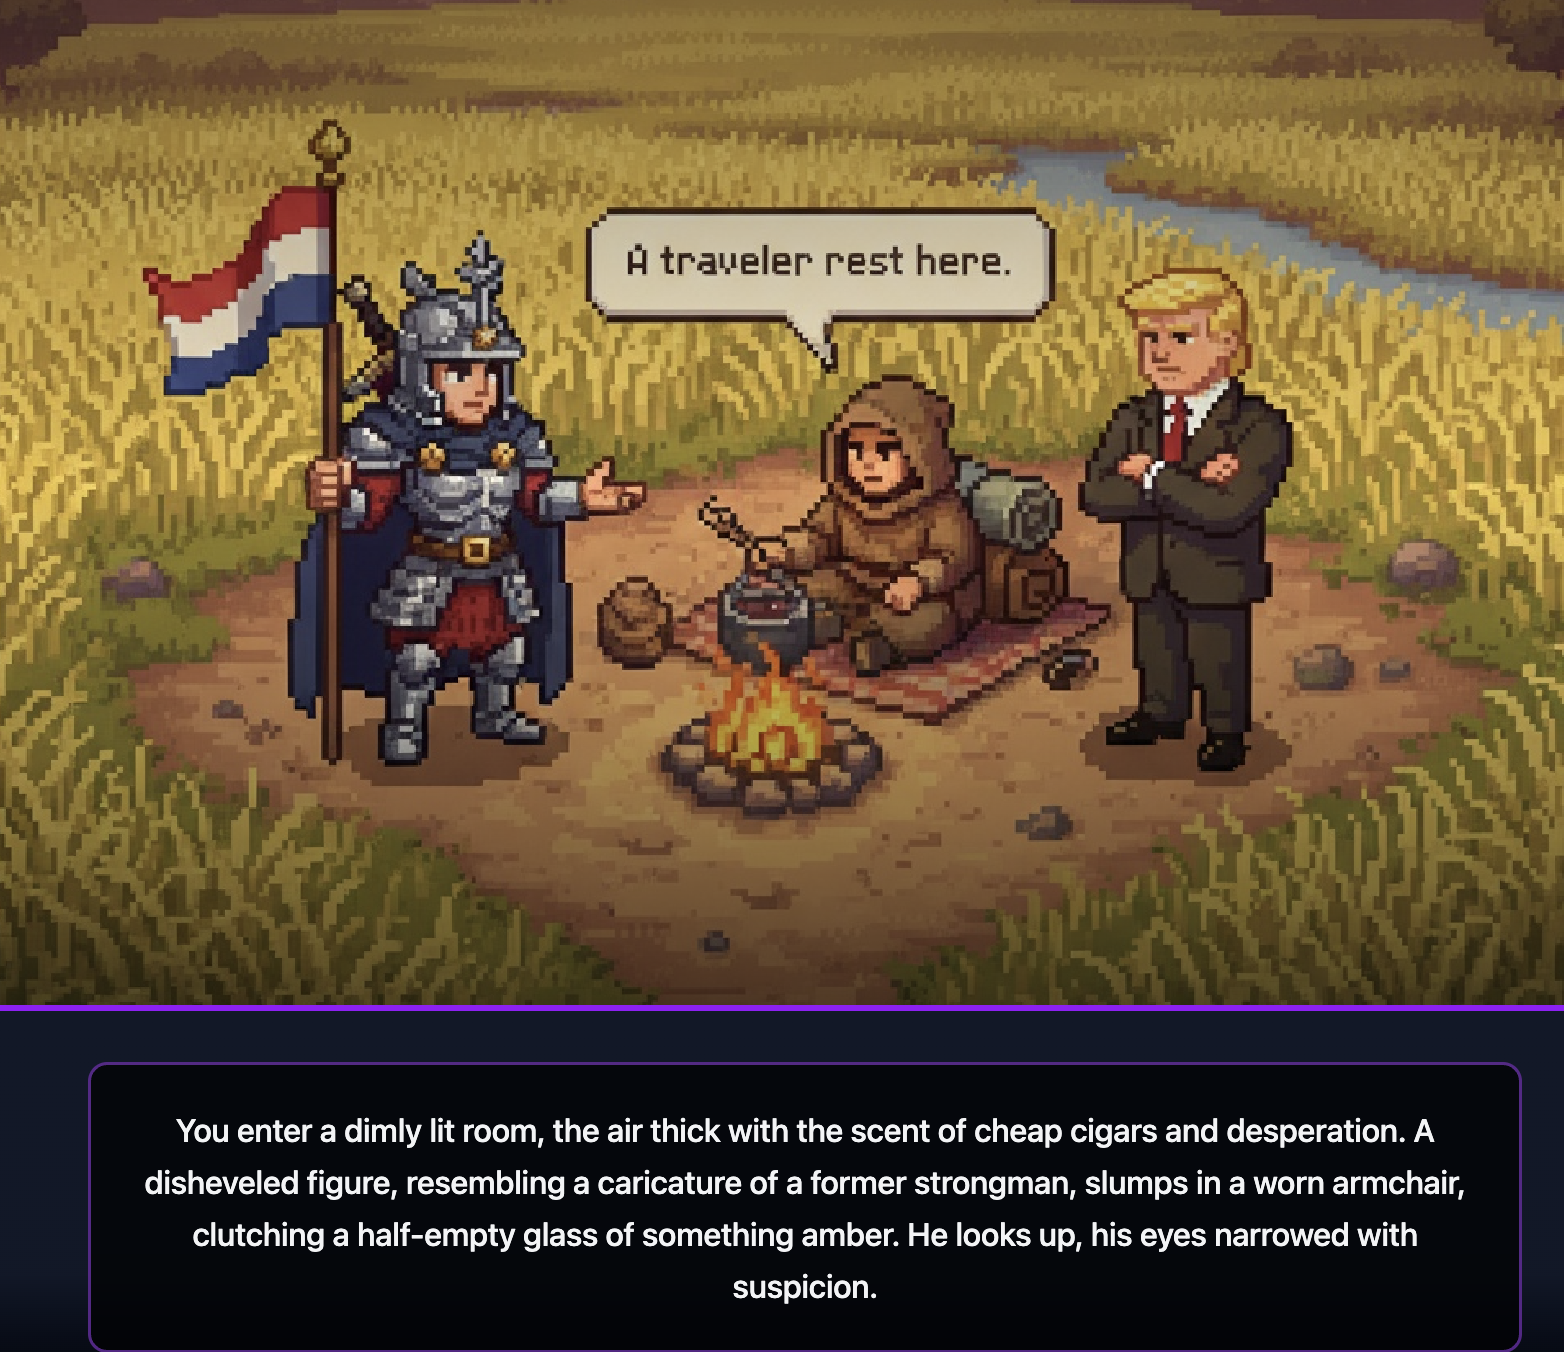 A traveler rest here.
You enter a dimly lit room, the air thick with the scent of cheap cigars and desperation. A
disheveled figure, resembling a caricature of a former strongman, slumps in a worn armchair,
clutching a half-empty glass of something amber. He looks up, his eyes narrowed with
suspicion.